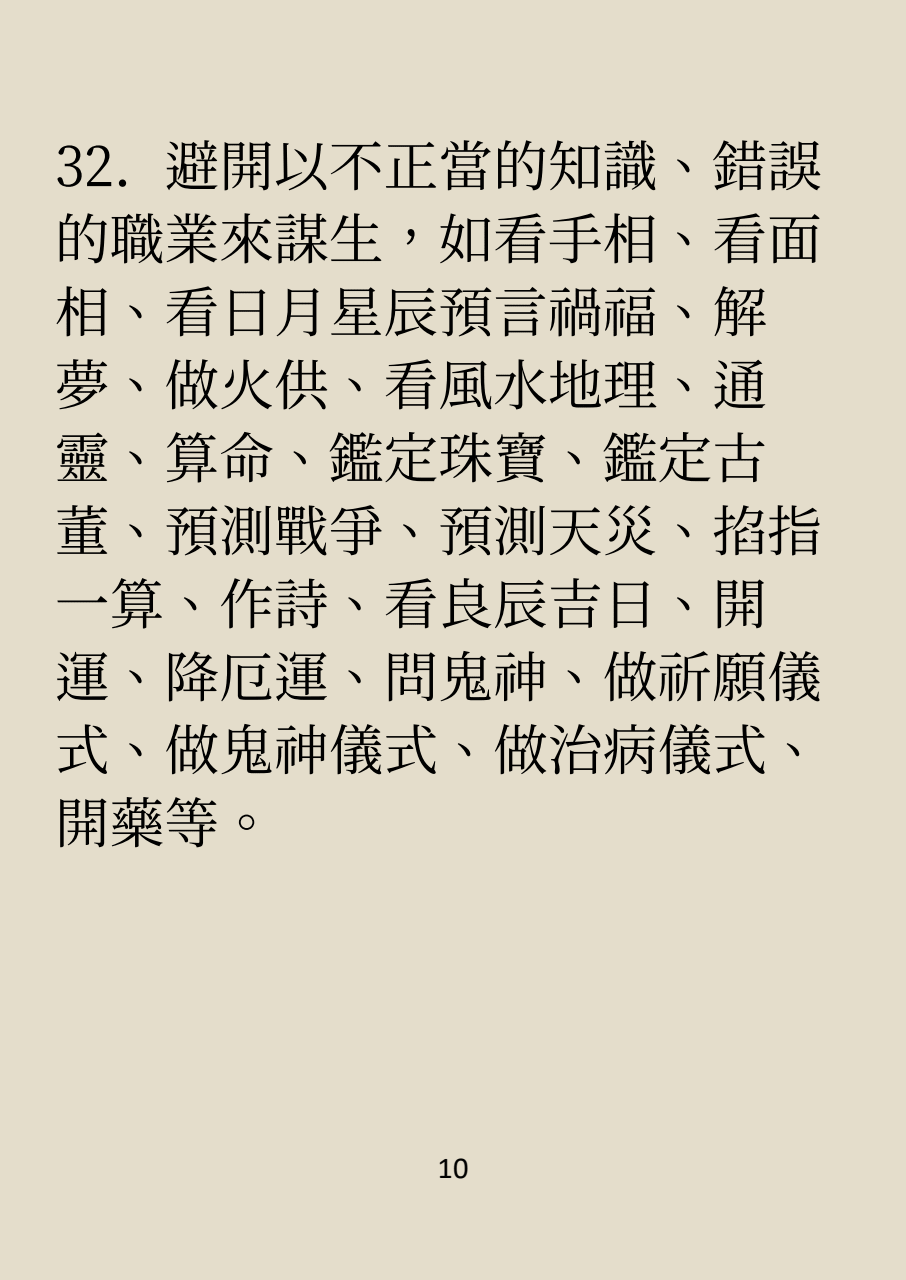 32. 避開以不正當的知識、錯誤
的職業來謀生，如看手相、看面
相、看日月星辰預言禍福、解
夢、做火供、看風水地理、通
靈、算命、鑑定珠寶、鑑定古
董、預測戰爭、預測天災、掐指
一算、作詩、看良辰吉日、開
運、降厄運、問鬼神、做祈願儀
式、做鬼神儀式、做治病儀式、
開藥等。
10